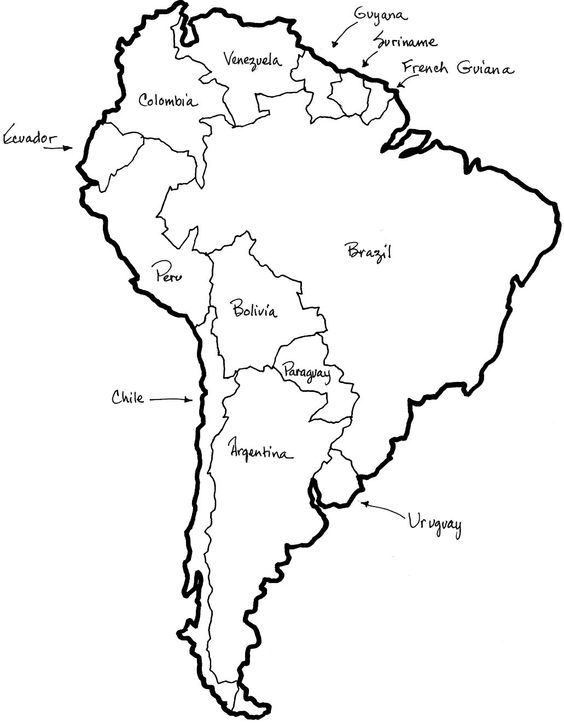 Guyana
Suriname
French Guiana
Venezuela
Colombia
Ecuador
Brazil
Peru
Bolivia
Paraguay
Chile
Argentina
Uruguay